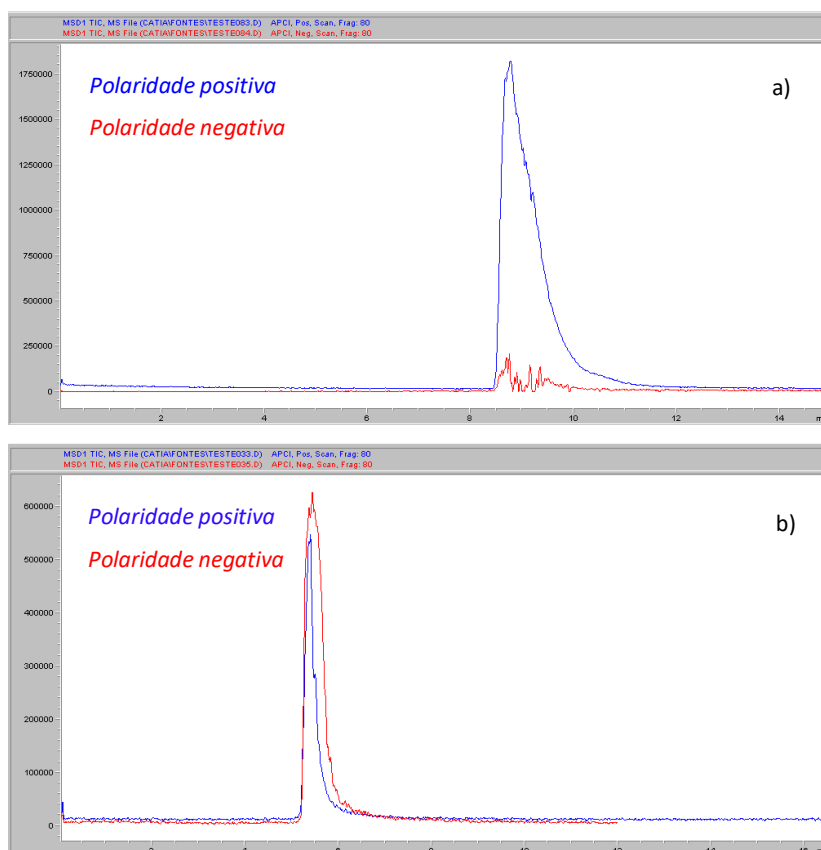 MSD1 TIC, MS File (CATIA\FONTES\TESTE083.D) APCI, Pos, Scan, Frag: 80
MSD1 TIC, MS File (CATIA\FONTES\TESTE084.D) APCI, Neg, Scan, Frag: 80
Polaridade positiva
a)
Polaridade negativa
1750000
1500000
1250000
1000000
750000
500000
250000
0
2 4 6 8 10 12 14
MSD1 TIC, MS File (CATIA\FONTES\TESTE033.D) APCI, Pos, Scan, Frag: 80
MSD1 TIC, MS File (CATIA\FONTES\TESTE035.D) APCI, Neg, Scan, Frag: 80
Polaridade positiva
b)
Polaridade negativa
600000
500000
400000
300000
200000
100000
0